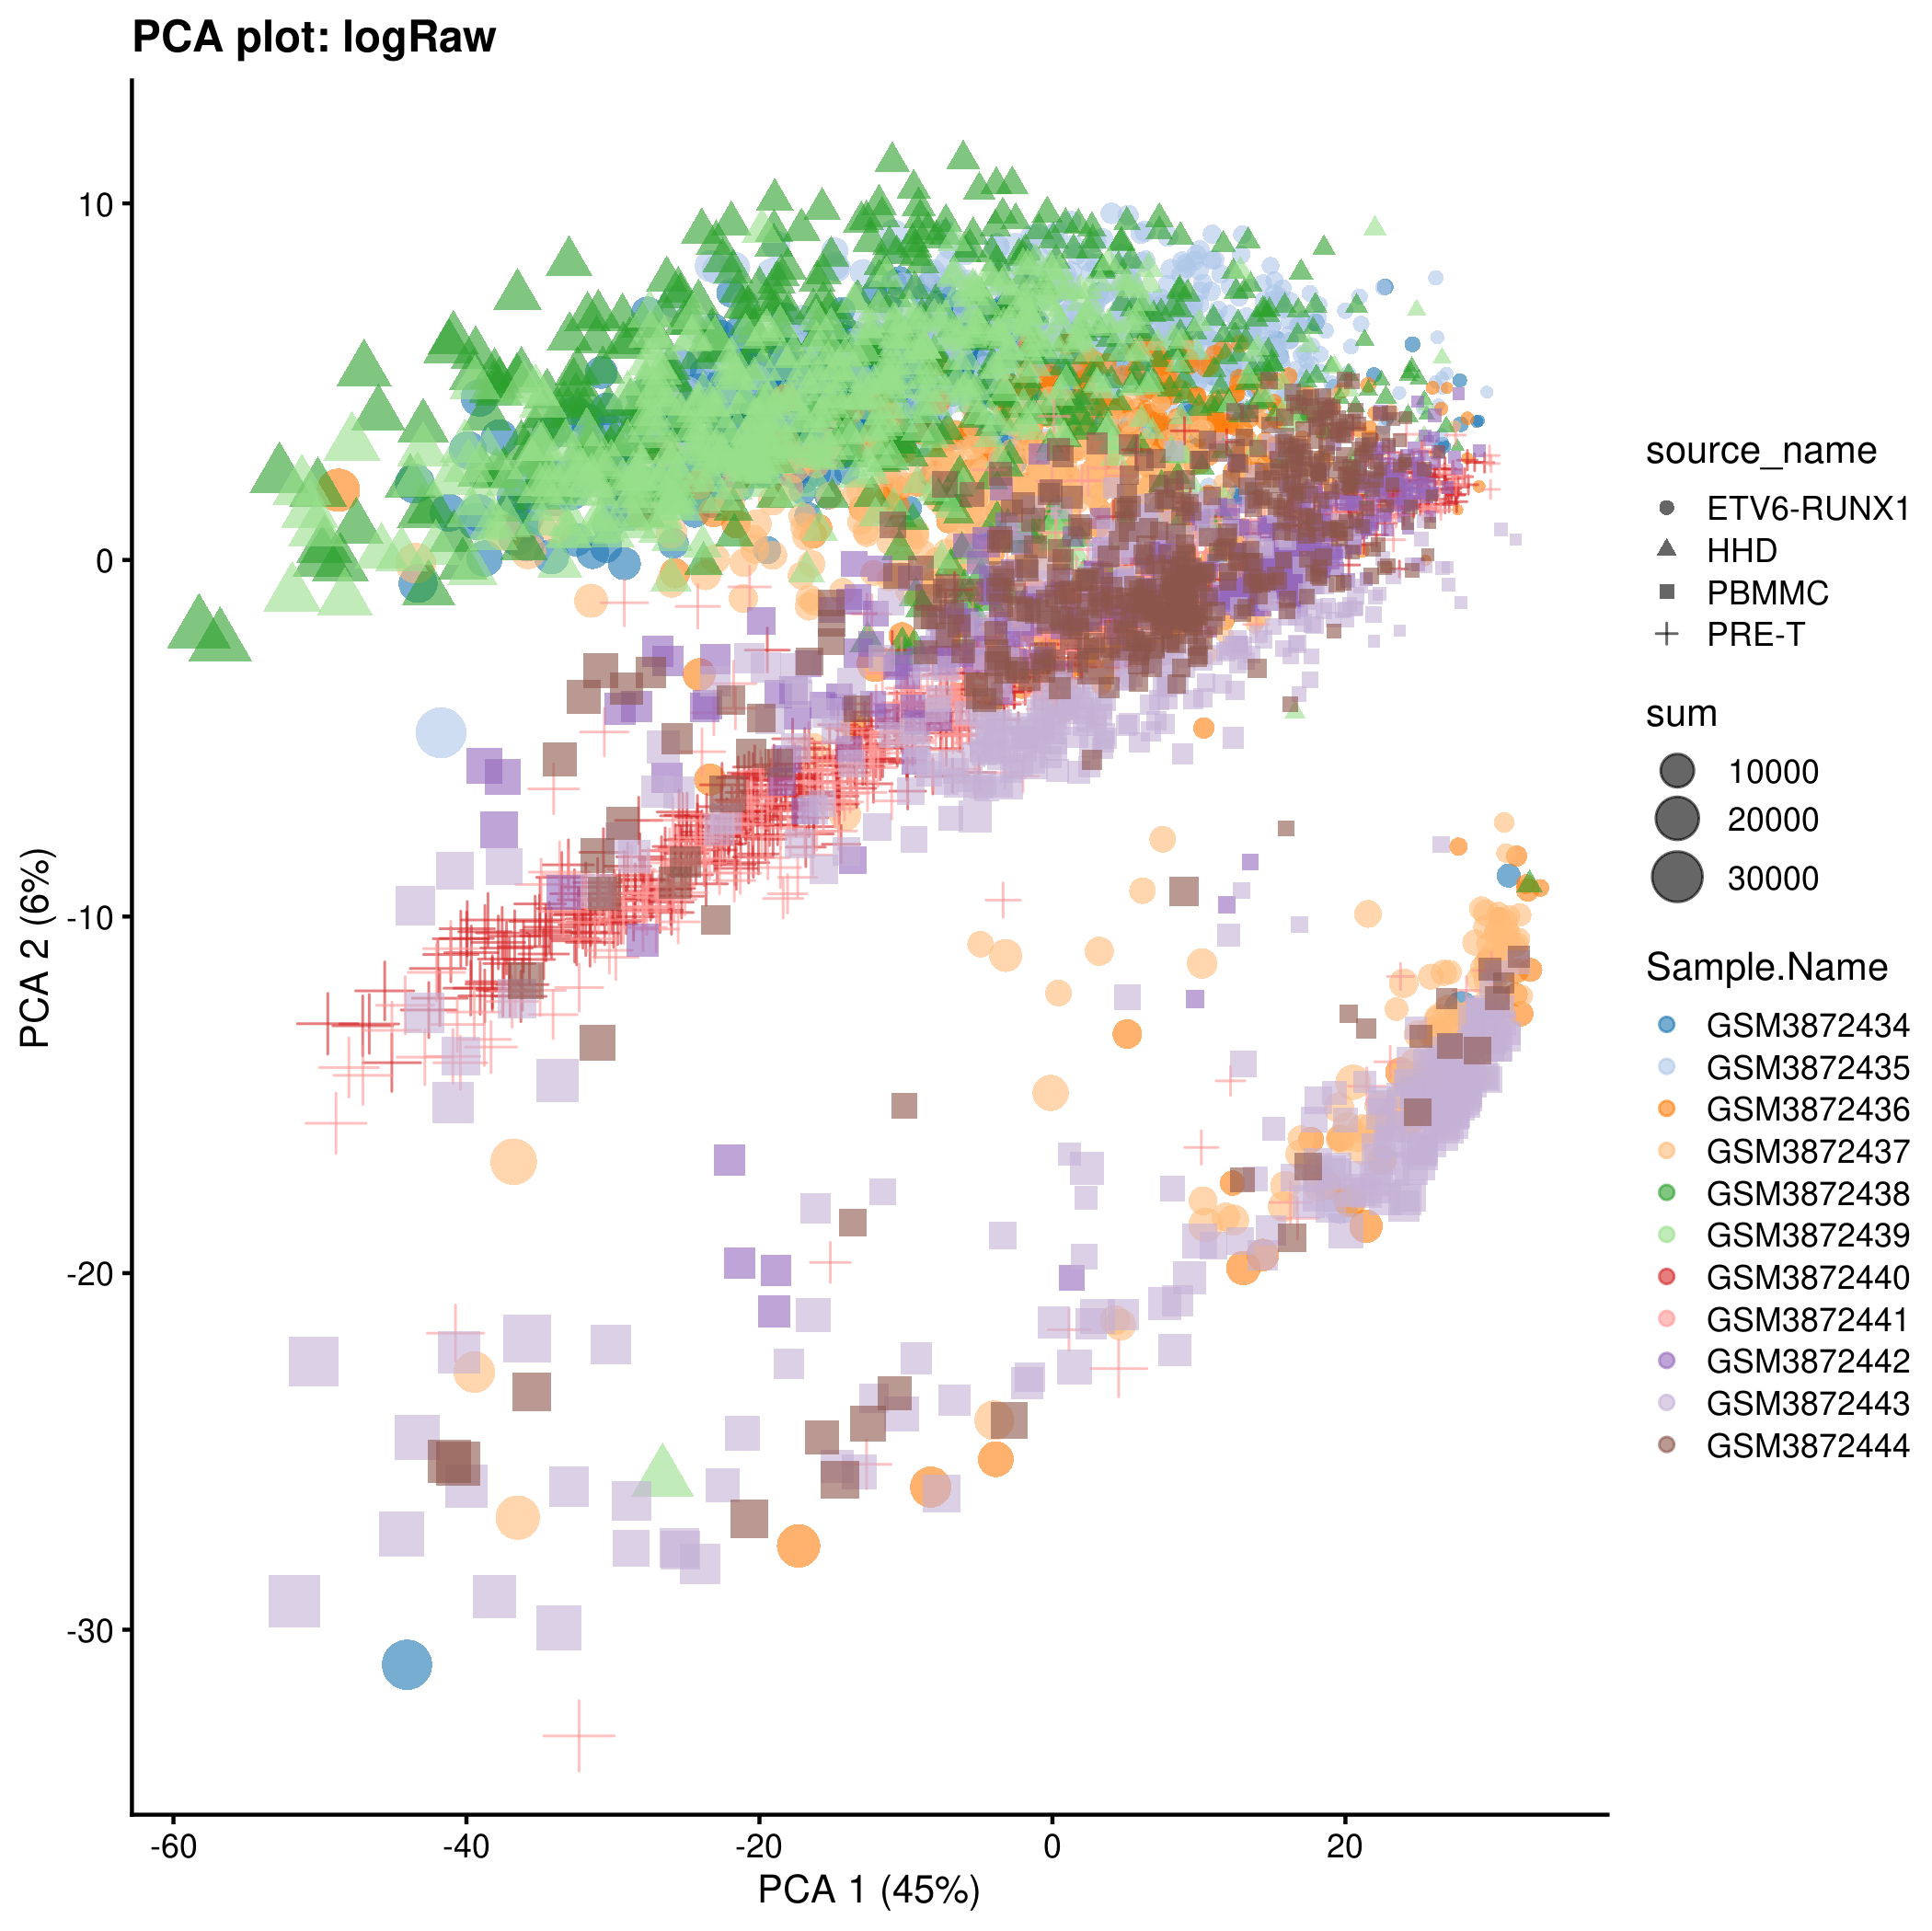 PCA plot: logRaw
10
0
-10
-20
-30
PCA 2 (6%)
-60
-40
-20
0
20
PCA 1 (45%)
source_name
ETV6-RUNX1
HHD
PBMMC
PRE-T
sum
10000
20000
30000
Sample.Name
GSM3872434
GSM3872435
GSM3872436
GSM3872437
GSM3872438
GSM3872439
GSM3872440
GSM3872441
GSM3872442
GSM3872443
GSM3872444